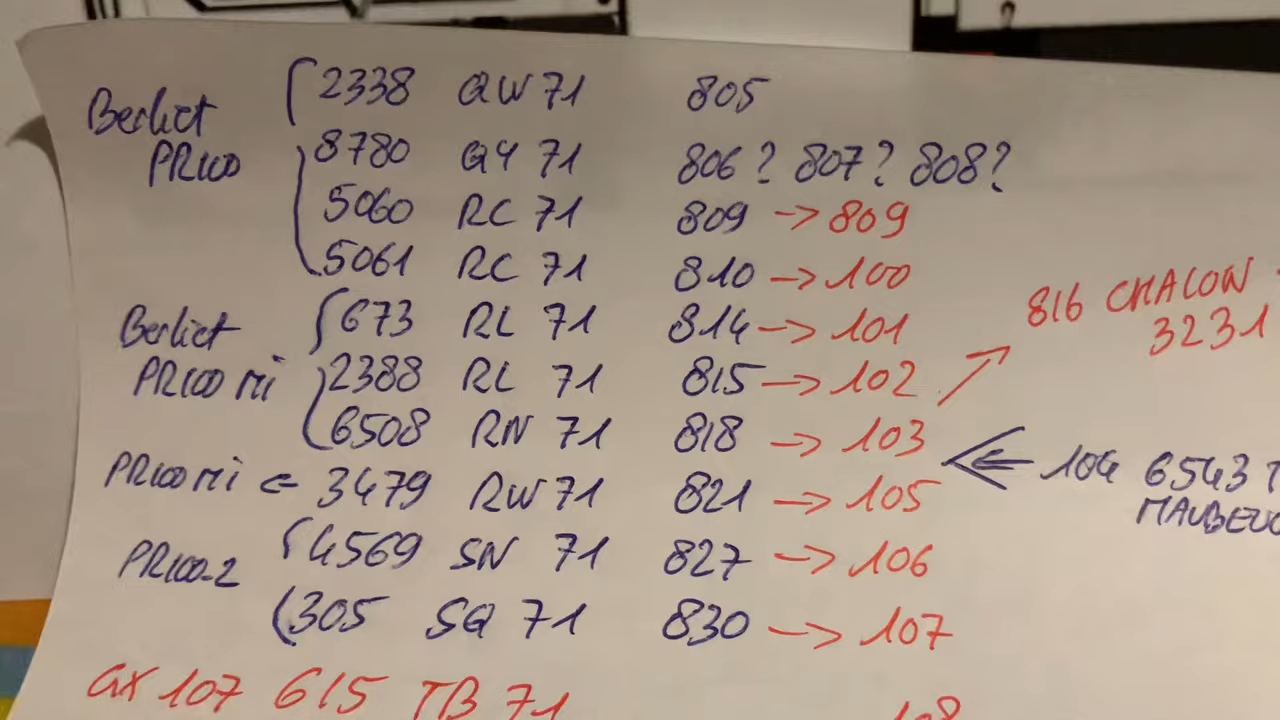 { 2338 QW 71 805
Berliet
PR100 8780 QY 71 806? 807? 808?
5060 RC 71 809 → 809
5061 RC 71 810 → 100
816 CHALON
Berliet { 673 RL 71 814 → 101
3231
PR100 Mi 2388 RL 71 815 → 102 ↗
6508 RN 71 818 → 103
⇐ 104 6543 T
PR100 Mi ← 3479 RW 71 821 → 105
MAUBEU
PR100-2 { 4569 SN 71 827 → 106
305 SQ 71 830 → 107
GX 107 615 TB 71 108